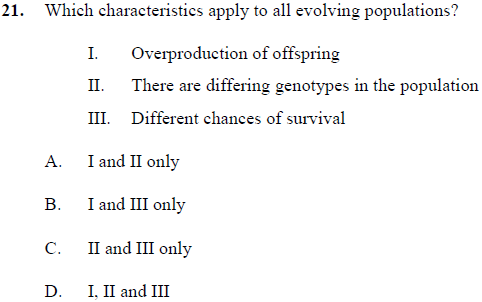 21. Which characteristics apply to all evolving populations?
I. Overproduction of offspring
II. There are differing genotypes in the population
III. Different chances of survival
A. I and II only
B. I and III only
C. II and III only
D. I, II and III